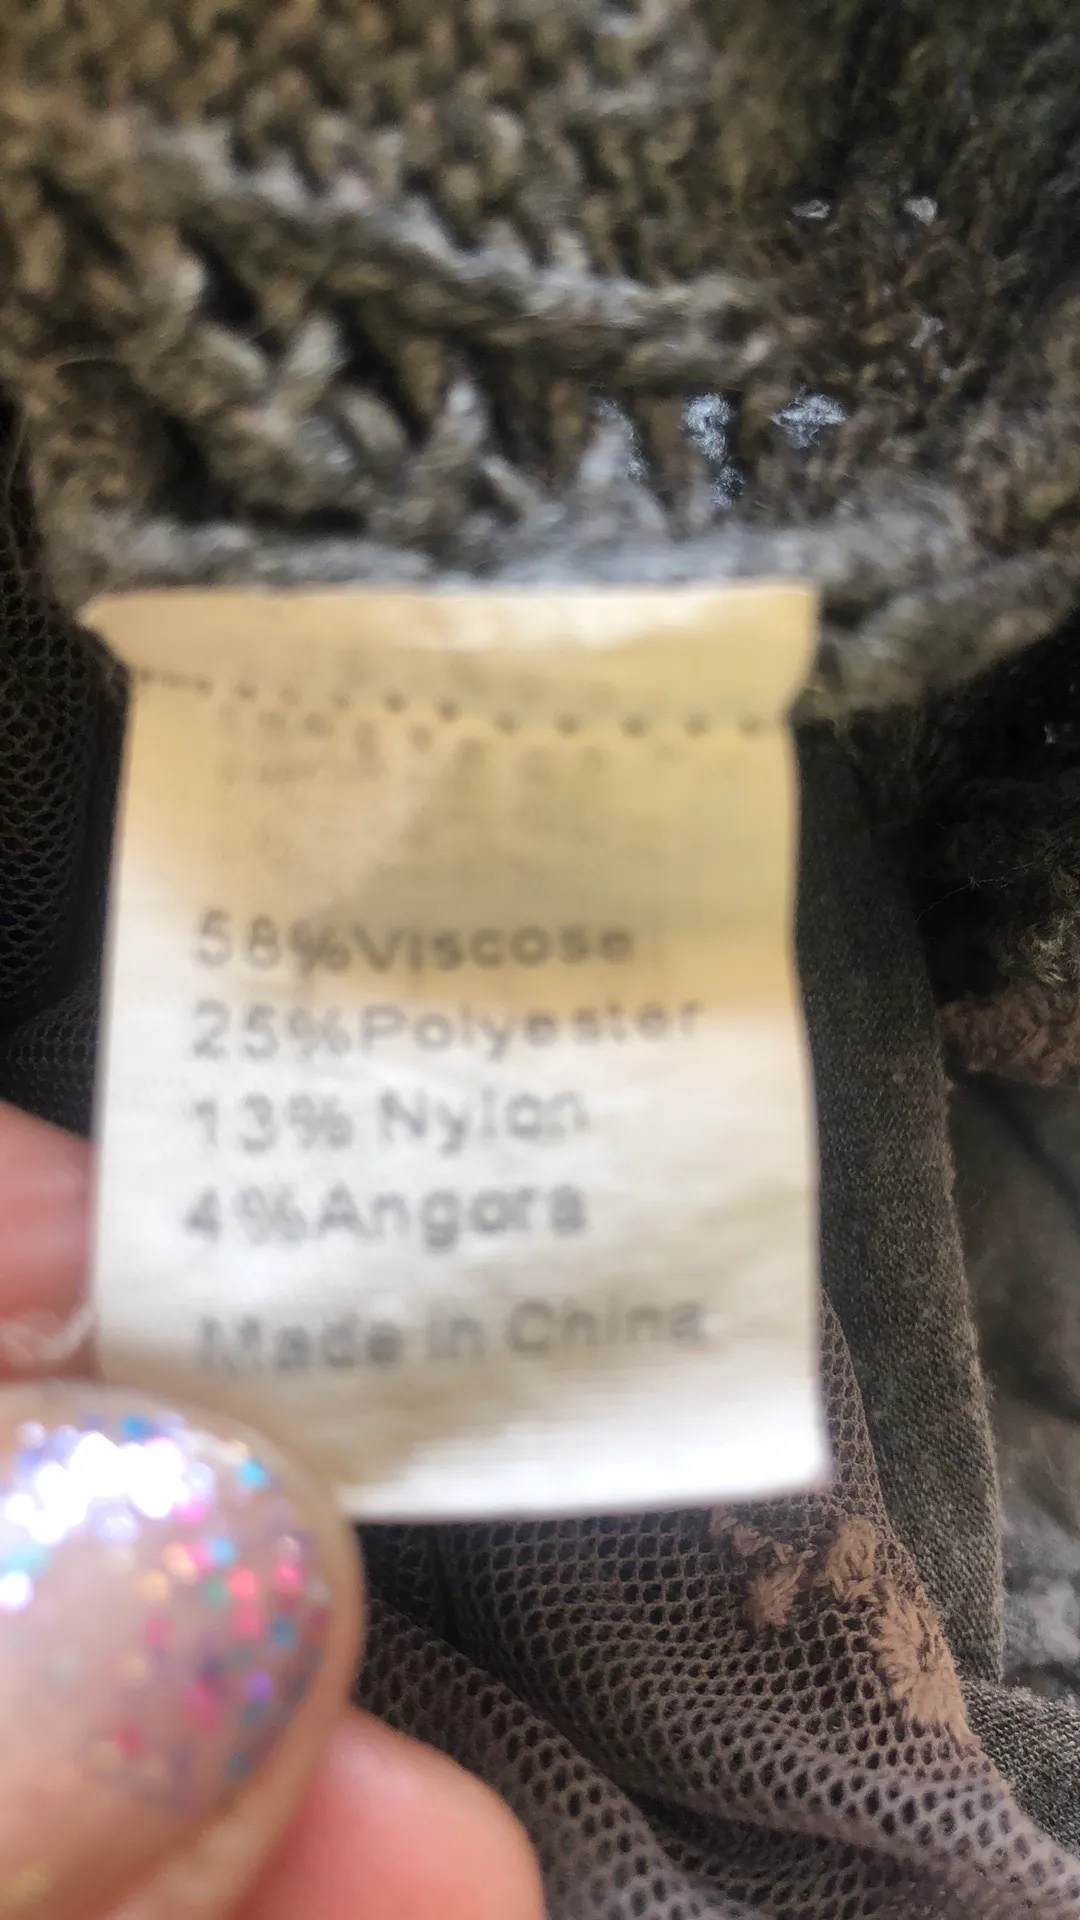 58%Viscose
25%Polyester
13% Nylon
4%Angora
Made in China